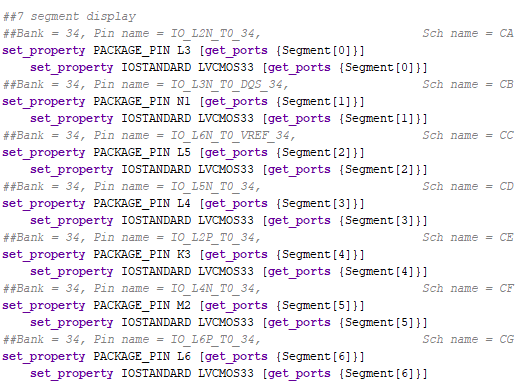 ##7 segment display
##Bank = 34, Pin name = IO_L2N_T0_34, Sch name = CA
set_property PACKAGE_PIN L3 [get_ports {Segment[0]}]
set_property IOSTANDARD LVCMOS33 [get_ports {Segment[0]}]
##Bank = 34, Pin name = IO_L3N_T0_DQS_34, Sch name = CB
set_property PACKAGE_PIN N1 [get_ports {Segment[1]}]
set_property IOSTANDARD LVCMOS33 [get_ports {Segment[1]}]
##Bank = 34, Pin name = IO_L6N_T0_VREF_34, Sch name = CC
set_property PACKAGE_PIN L5 [get_ports {Segment[2]}]
set_property IOSTANDARD LVCMOS33 [get_ports {Segment[2]}]
##Bank = 34, Pin name = IO_L5N_T0_34, Sch name = CD
set_property PACKAGE_PIN L4 [get_ports {Segment[3]}]
set_property IOSTANDARD LVCMOS33 [get_ports {Segment[3]}]
##Bank = 34, Pin name = IO_L2P_T0_34, Sch name = CE
set_property PACKAGE_PIN K3 [get_ports {Segment[4]}]
set_property IOSTANDARD LVCMOS33 [get_ports {Segment[4]}]
##Bank = 34, Pin name = IO_L4N_T0_34, Sch name = CF
set_property PACKAGE_PIN M2 [get_ports {Segment[5]}]
set_property IOSTANDARD LVCMOS33 [get_ports {Segment[5]}]
##Bank = 34, Pin name = IO_L6P_T0_34, Sch name = CG
set_property PACKAGE_PIN L6 [get_ports {Segment[6]}]
set_property IOSTANDARD LVCMOS33 [get_ports {Segment[6]}]